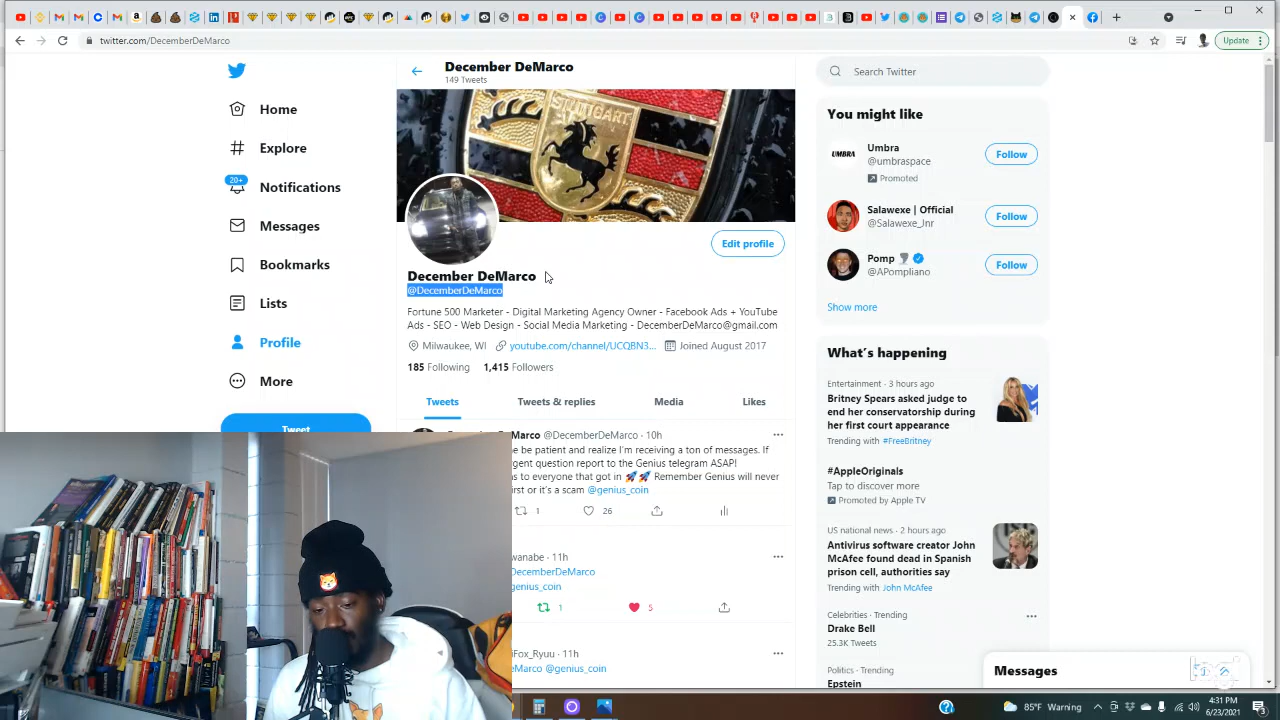 twitter.com/DecemberDeMarco
Update
December DeMarco
149 Tweets
Search Twitter
Home
Explore
20+
Notifications
Messages
Bookmarks
Lists
Profile
More
Tweet
STUTTGART
Edit profile
December DeMarco
@DecemberDeMarco
Fortune 500 Marketer - Digital Marketing Agency Owner - Facebook Ads + YouTube
Ads - SEO - Web Design - Social Media Marketing - DecemberDeMarco@gmail.com
Milwaukee, WI youtube.com/channel/UCQBN3... Joined August 2017
185 Following 1,415 Followers
Tweets Tweets & replies Media Likes
Marco @DecemberDeMarco · 10h
e be patient and realize I'm receiving a ton of messages. If
gent question report to the Genius telegram ASAP!
s to everyone that got in 🚀🚀 Remember Genius will never
irst or it's a scam @genius_coin
1 26
wanabe · 11h
DecemberDeMarco
genius_coin
1 5
iFox_Ryuu · 11h
eMarco @genius_coin
You might like
UMBRA
Umbra
@umbraspace
Promoted
Follow
Salawexe | Official
@Salawexe_Jnr
Follow
Pomp
@APompliano
Follow
Show more
What's happening
Entertainment · 3 hours ago
Britney Spears asked judge to
end her conservatorship during
her first court appearance
Trending with #FreeBritney
#AppleOriginals
Tap to discover more
Promoted by Apple TV
US national news · 2 hours ago
Antivirus software creator John
McAfee found dead in Spanish
prison cell, authorities say
Trending with John McAfee
Celebrities · Trending
Drake Bell
25.3K Tweets
Politics · Trending
Epstein
Messages
85°F Warning
4:31 PM
6/23/2021